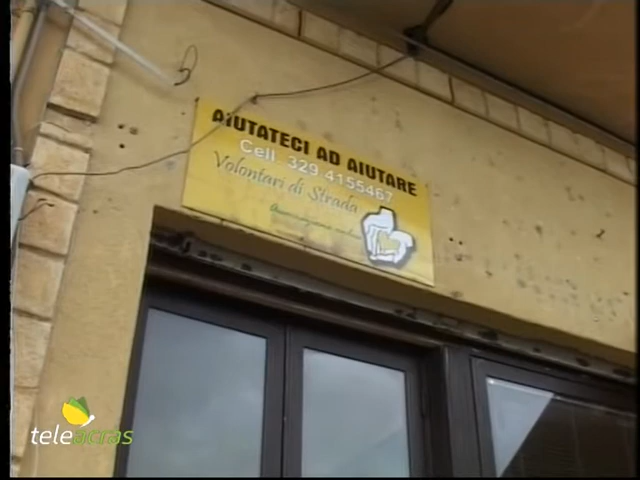 AIUTATECI AD AIUTARE
Cell. 329 4155467
Volontari di Strada
teleacras